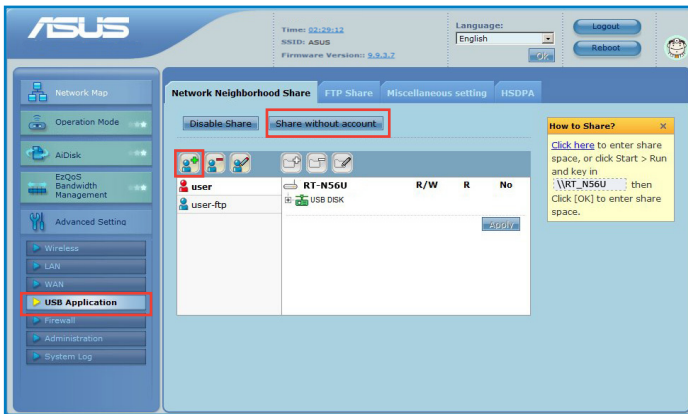 ASUS
Time: 02:29:12
SSID: ASUS
Firmware Version:: 9.9.3.7
Language:
English
OK
Logout
Reboot
Network Map
Operation Mode
AiDisk
EzQoS
Bandwidth
Management
Advanced Setting
Wireless
LAN
WAN
USB Application
Firewall
Administration
System Log
Network Neighborhood Share
FTP Share
Miscellaneous setting
HSDPA
Disable Share
Share without account
user
user-ftp
RT-N56U R/W R No
USB DISK
Apply
How to Share? ×
Click here to enter share
space, or click Start > Run
and key in
\\RT_N56U then
Click [OK] to enter share
space.